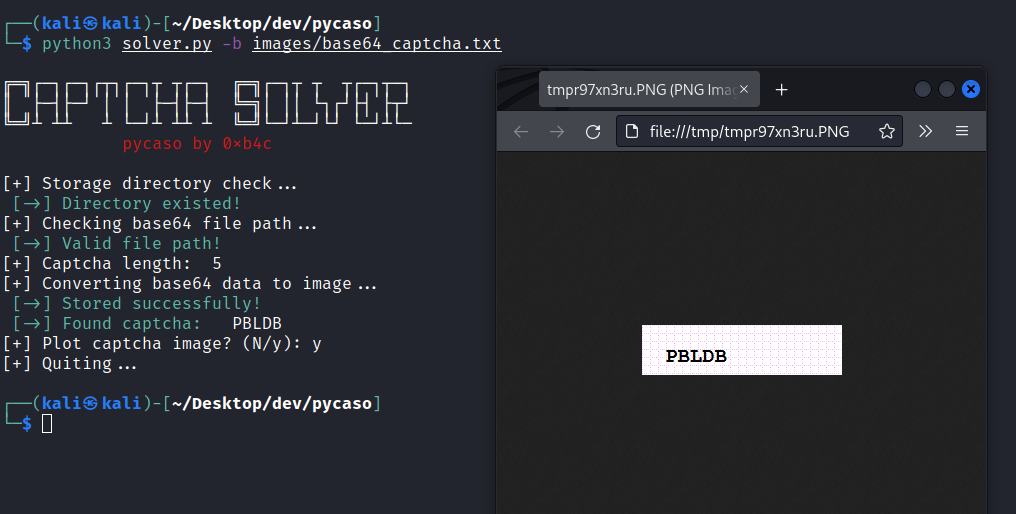 ┌──(kali㉿kali)-[~/Desktop/dev/pycaso]
└─$ python3 solver.py -b images/base64_captcha.txt
CAPTCHA SOLVER
pycaso by 0×b4c
[+] Storage directory check...
[→] Directory existed!
[+] Checking base64 file path...
[→] Valid file path!
[+] Captcha length:  5
[+] Converting base64 data to image...
[→] Stored successfully!
[→] Found captcha:   PBLDB
[+] Plot captcha image? (N/y): y
[+] Quiting...
┌──(kali㉿kali)-[~/Desktop/dev/pycaso]
└─$
tmpr97xn3ru.PNG (PNG Imag
file:///tmp/tmpr97xn3ru.PNG
PBLDB